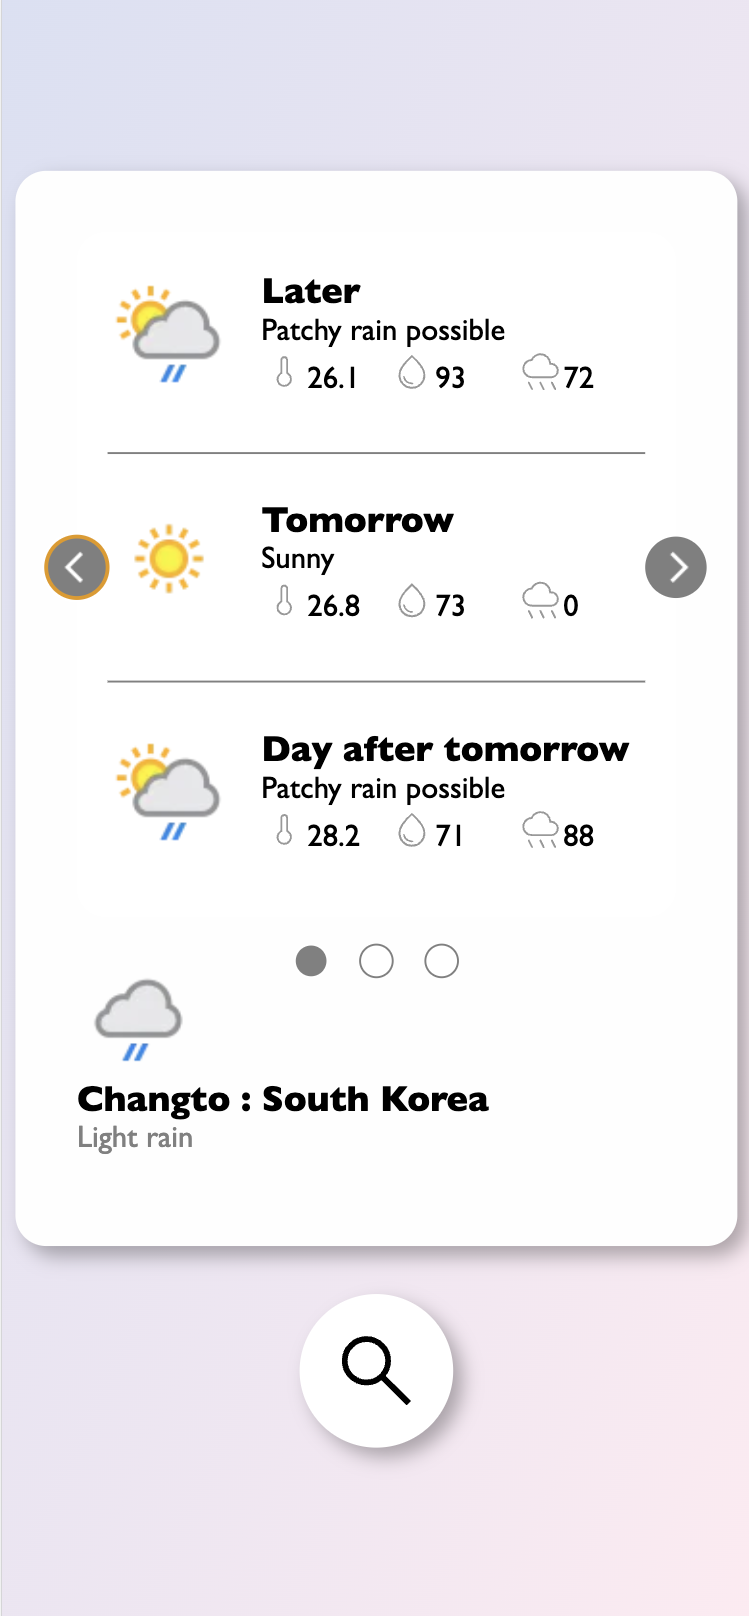 Later
Patchy rain possible
26.1 93 72
Tomorrow
Sunny
26.8 73 0
Day after tomorrow
Patchy rain possible
28.2 71 88
Changto : South Korea
Light rain